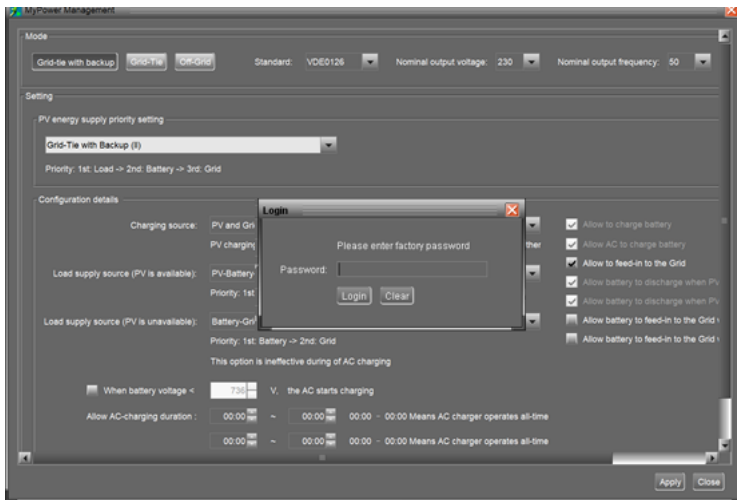 MyPower Management
Mode
Grid-tie with backup Grid-Tie Off-Grid Standard: VDE0126 Nominal output voltage: 230 Nominal output frequency: 50
Setting
PV energy supply priority setting
Grid-Tie with Backup (II)
Priority: 1st: Load -> 2nd: Battery -> 3rd: Grid
Configuration details
Login
Charging source: PV and Gri Allow to charge battery
PV charging ther Allow AC to charge battery
Please enter factory password
Allow to feed-in to the Grid
Password:
Load supply source (PV is available): PV-Battery Allow battery to discharge when PV
Priority: 1st Allow battery to discharge when PV
Login Clear
Load supply source (PV is unavailable): Battery-Gri Allow battery to feed-in to the Grid
Priority: 1st: Battery -> 2nd: Grid Allow battery to feed-in to the Grid
This option is ineffective during of AC charging
When battery voltage < 736 V, the AC starts charging
Allow AC-charging duration : 00:00 ~ 00:00 00:00 - 00:00 Means AC charger operates all-time
00:00 ~ 00:00 00:00 - 00:00 Means AC charger operates all-time
Apply Close